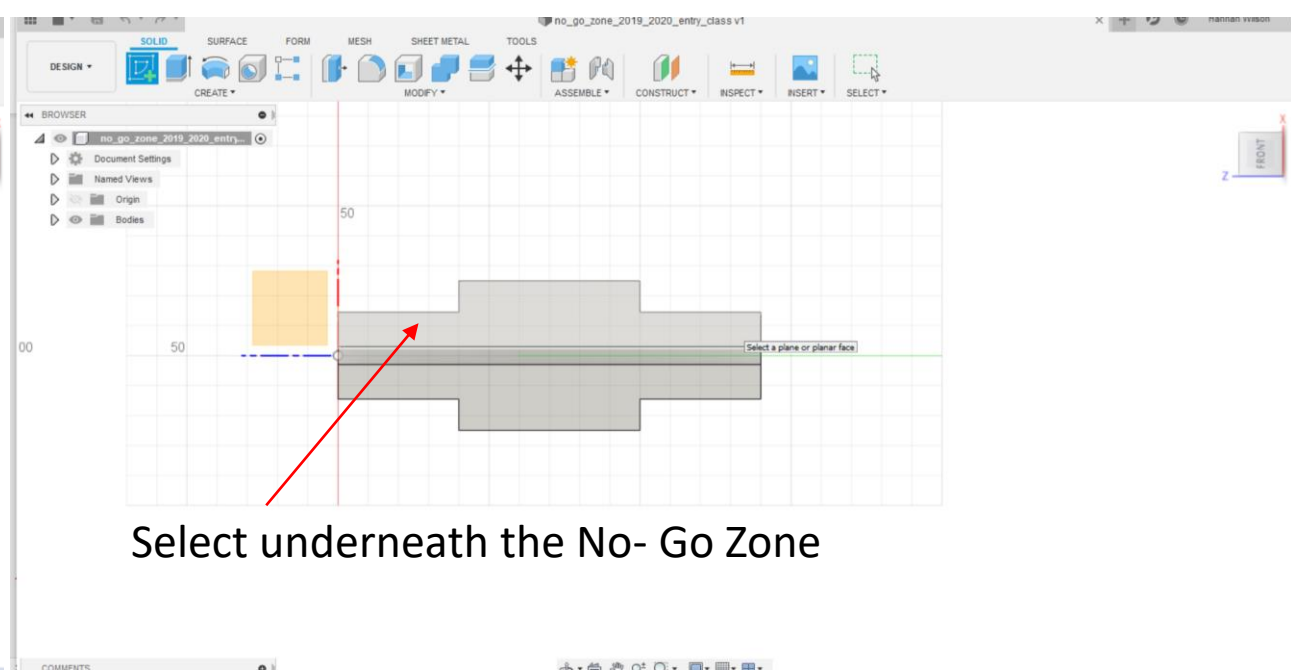 no_go_zone_2019_2020_entry_class v1
Hannah Wilson
SOLID SURFACE FORM MESH SHEET METAL TOOLS
DESIGN
CREATE MODIFY ASSEMBLE CONSTRUCT INSPECT INSERT SELECT
BROWSER
no_go_zone_2019_2020_entry...
Document Settings
Named Views
Origin
Bodies
X
FRONT
Z
50
00
50
Select a plane or planar face
Select underneath the No- Go Zone
COMMENTS